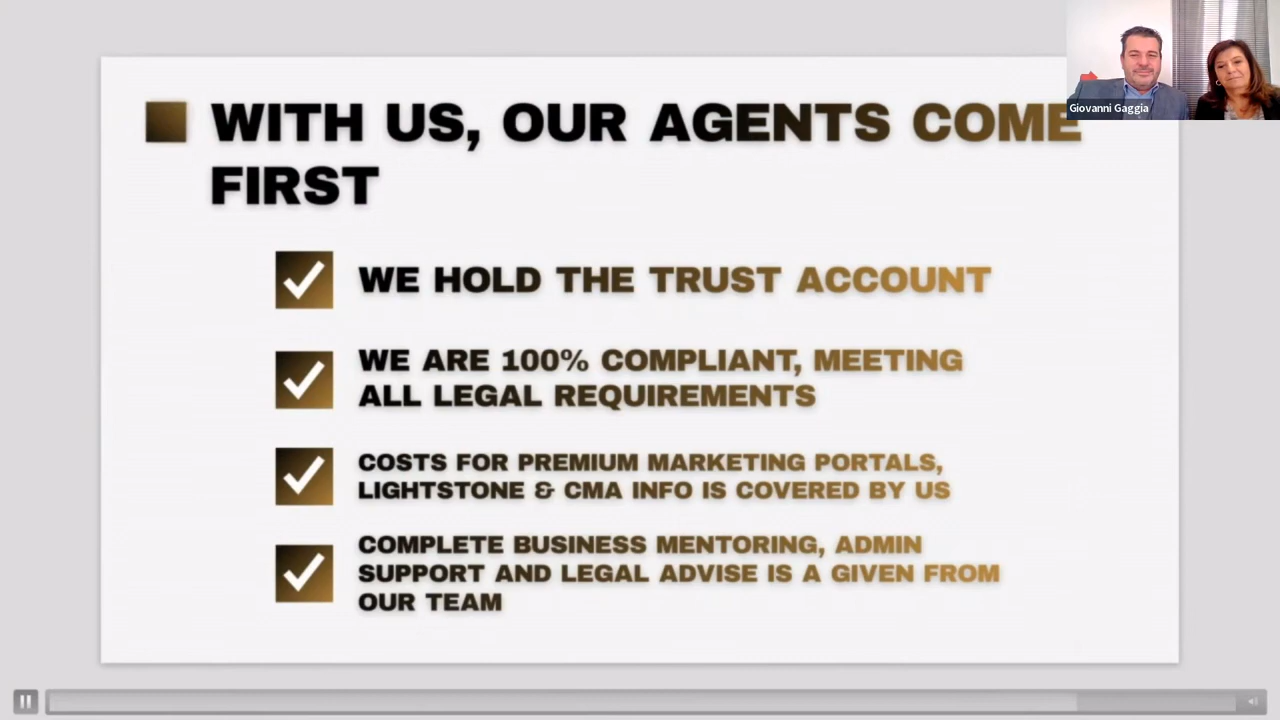 WITH US, OUR AGENTS COME
FIRST
WE HOLD THE TRUST ACCOUNT
WE ARE 100% COMPLIANT, MEETING
ALL LEGAL REQUIREMENTS
COSTS FOR PREMIUM MARKETING PORTALS,
LIGHTSTONE & CMA INFO IS COVERED BY US
COMPLETE BUSINESS MENTORING, ADMIN
SUPPORT AND LEGAL ADVISE IS A GIVEN FROM
OUR TEAM
Giovanni Gaggia